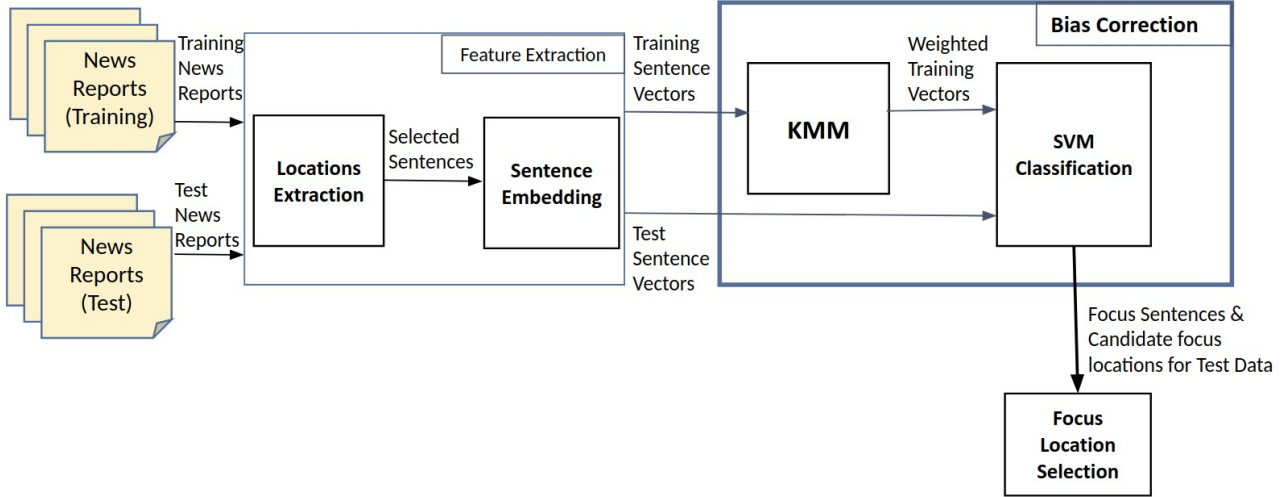 News
Reports
(Training)
Training
News
Reports
Feature Extraction
Locations
Extraction
Selected
Sentences
Sentence
Embedding
Training
Sentence
Vectors
Bias Correction
KMM
Weighted
Training
Vectors
SVM
Classification
News
Reports
(Test)
Test
News
Reports
Test
Sentence
Vectors
Focus Sentences &
Candidate focus
locations for Test Data
Focus
Location
Selection